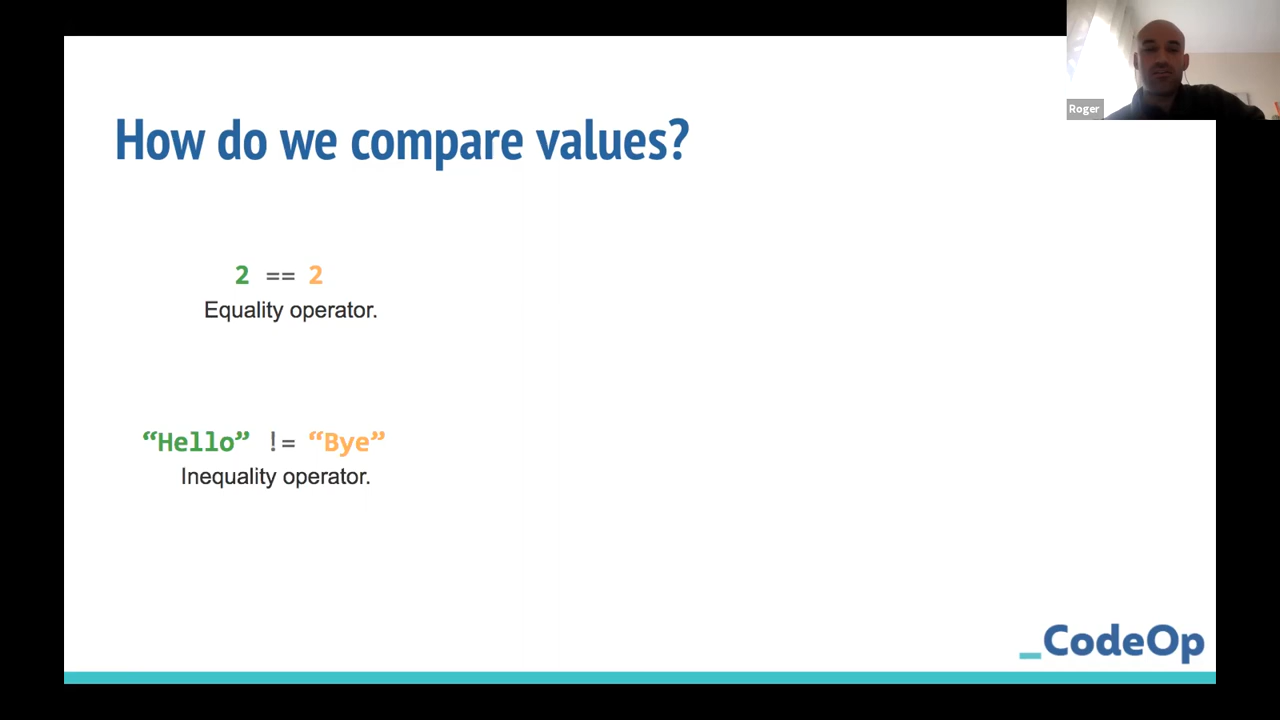 Roger
How do we compare values?
2 == 2
Equality operator.
“Hello” != “Bye”
Inequality operator.
_CodeOp